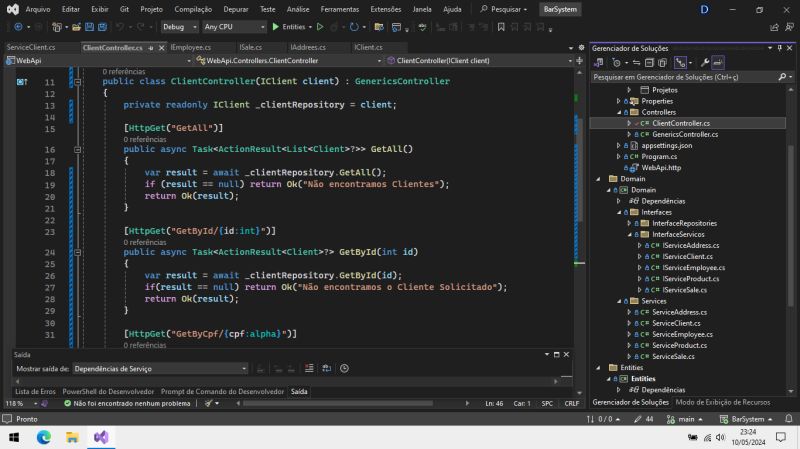 Arquivo Editar Exibir Git Projeto Compilação Depurar Teste Análise Ferramentas Extensões Janela Ajuda Pesquisar BarSystem D
Debug Any CPU Entities
ServiceClient.cs ClientController.cs IEmployee.cs ISale.cs IAddress.cs IClient.cs
WebApi WebApi.Controllers.ClientController ClientController(IClient client)
0 referências
11 public class ClientController(IClient client) : GenericsController
12 {
13 private readonly IClient _clientRepository = client;
14
15 [HttpGet("GetAll")]
0 referências
16 public async Task<ActionResult<List<Client>?>> GetAll()
17 {
18 var result = await _clientRepository.GetAll();
19 if (result == null) return Ok("Não encontramos Clientes");
20 return Ok(result);
21 }
22
23 [HttpGet("GetById/{id:int}")]
0 referências
24 public async Task<ActionResult<Client>?> GetById(int id)
25 {
26 var result = await _clientRepository.GetById(id);
27 if(result == null) return Ok("Não encontramos o Cliente Solicitado");
28 return Ok(result);
29 }
30
31 [HttpGet("GetByCpf/{cpf:alpha}")]
0 referências
Saída
Mostrar saída de: Dependências de Serviço
Lista de Erros PowerShell do Desenvolvedor Prompt de Comando do Desenvolvedor Saída
118 % Não foi encontrado nenhum problema Ln: 46 Car: 1 SPC CRLF
Gerenciador de Soluções
Pesquisar em Gerenciador de Soluções (Ctrl+ç)
Projetos
Properties
Controllers
C# ClientController.cs
C# GenericsController.cs
appsettings.json
C# Program.cs
WebApi.http
Domain
C# Domain
Dependências
Interfaces
InterfaceRepositories
InterfaceServicos
C# IServiceAddress.cs
C# IServiceClient.cs
C# IServiceEmployee.cs
C# IServiceProduct.cs
C# IServiceSale.cs
Services
C# ServiceAddress.cs
C# ServiceClient.cs
C# ServiceEmployee.cs
C# ServiceProduct.cs
C# ServiceSale.cs
Entities
C# Entities
Dependências
Gerenciador de Soluções Modo de Exibição de Recursos
Pronto 0 / 0 44 main BarSystem
23:24
10/05/2024